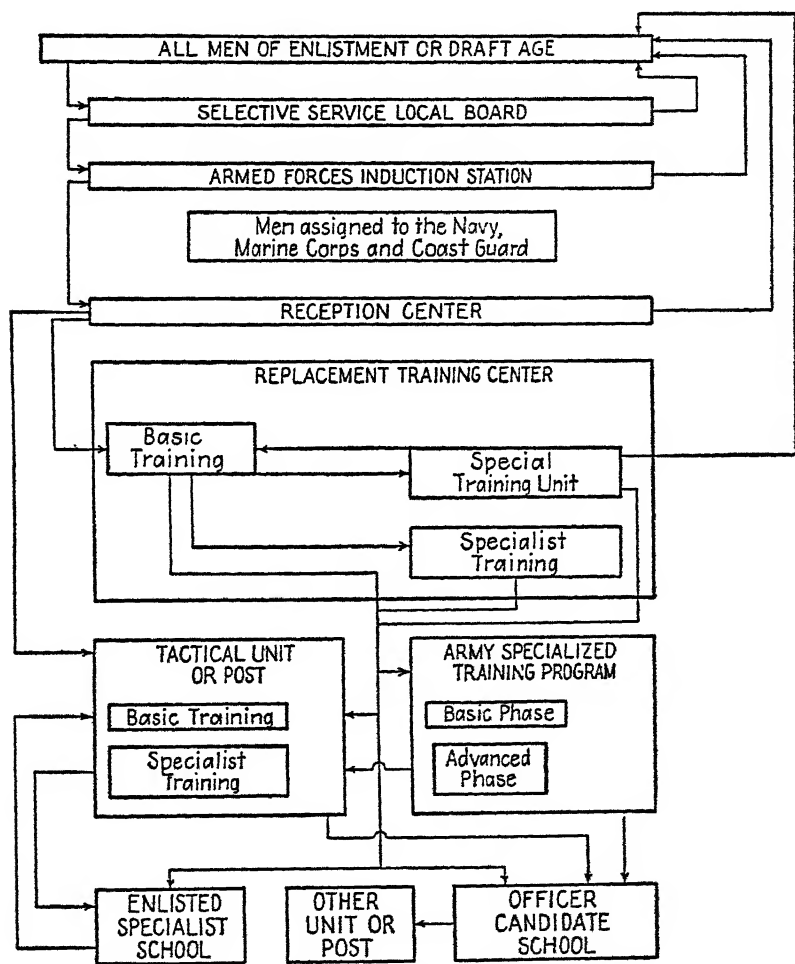 ALL MEN OF ENLISTMENT OR DRAFT AGE
SELECTIVE SERVICE LOCAL BOARD
ARMED FORCES INDUCTION STATION
Men assigned to the Navy,
Marine Corps and Coast Guard
RECEPTION CENTER
REPLACEMENT TRAINING CENTER
Basic
Training
Special
Training Unit
Specialist
Training
TACTICAL UNIT
OR POST
Basic Training
Specialist
Training
ARMY SPECIALIZED
TRAINING PROGRAM
Basic Phase
Advanced
Phase
ENLISTED
SPECIALIST
SCHOOL
OTHER
UNIT OR
POST
OFFICER
CANDIDATE
SCHOOL